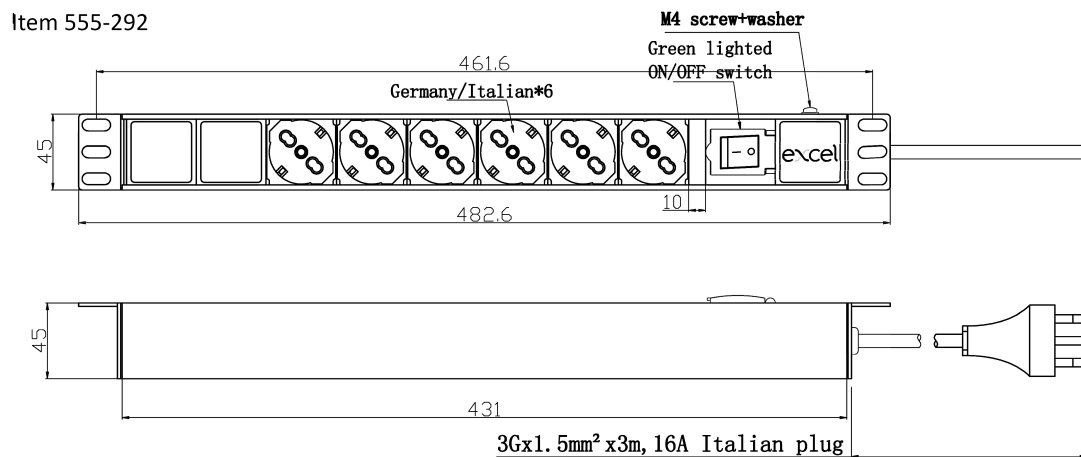 Item 555-292
M4 screw+washer
Green lighted
ON/OFF switch
461.6
Germany/Italian*6
45
excel
10
482.6
45
431
3Gx1.5mm² x3m, 16A Italian plug